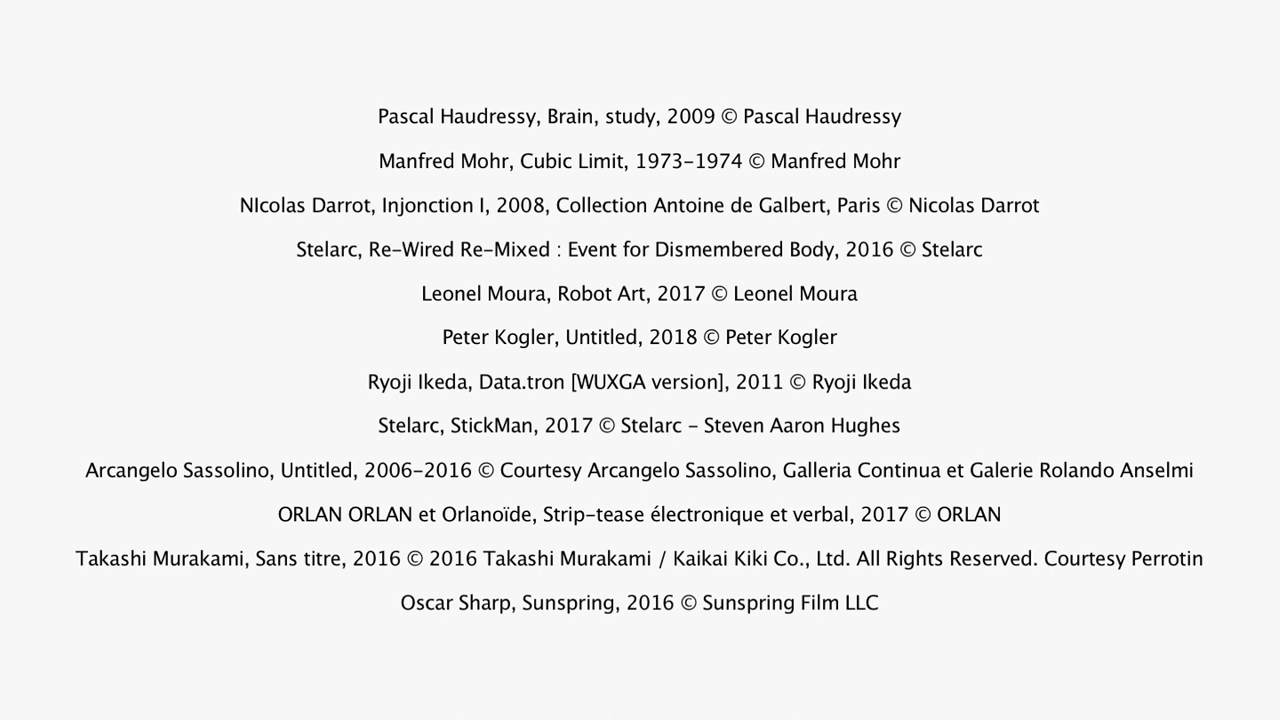 Pascal Haudressy, Brain, study, 2009 © Pascal Haudressy
Manfred Mohr, Cubic Limit, 1973-1974 © Manfred Mohr
NIcolas Darrot, Injonction I, 2008, Collection Antoine de Galbert, Paris © Nicolas Darrot
Stelarc, Re-Wired Re-Mixed : Event for Dismembered Body, 2016 © Stelarc
Leonel Moura, Robot Art, 2017 © Leonel Moura
Peter Kogler, Untitled, 2018 © Peter Kogler
Ryoji Ikeda, Data.tron [WUXGA version], 2011 © Ryoji Ikeda
Stelarc, StickMan, 2017 © Stelarc - Steven Aaron Hughes
Arcangelo Sassolino, Untitled, 2006-2016 © Courtesy Arcangelo Sassolino, Galleria Continua et Galerie Rolando Anselmi
ORLAN ORLAN et Orlanoïde, Strip-tease électronique et verbal, 2017 © ORLAN
Takashi Murakami, Sans titre, 2016 © 2016 Takashi Murakami / Kaikai Kiki Co., Ltd. All Rights Reserved. Courtesy Perrotin
Oscar Sharp, Sunspring, 2016 © Sunspring Film LLC